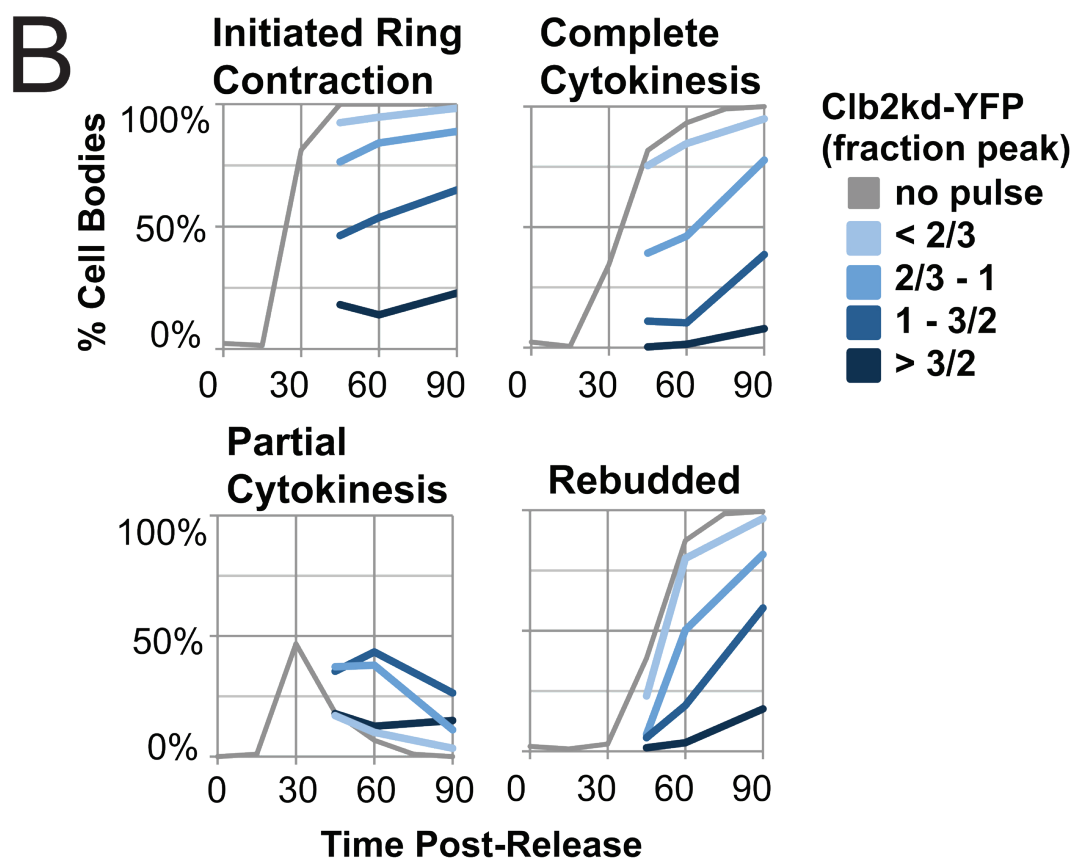 B
Initiated Ring
Contraction
Complete
Cytokinesis
% Cell Bodies
100%
50%
0%
0 30 60 90
0 30 60 90
Clb2kd-YFP
(fraction peak)
no pulse
< 2/3
2/3 - 1
1 - 3/2
> 3/2
Partial
Cytokinesis
Rebudded
100%
50%
0%
0 30 60 90
0 30 60 90
Time Post-Release